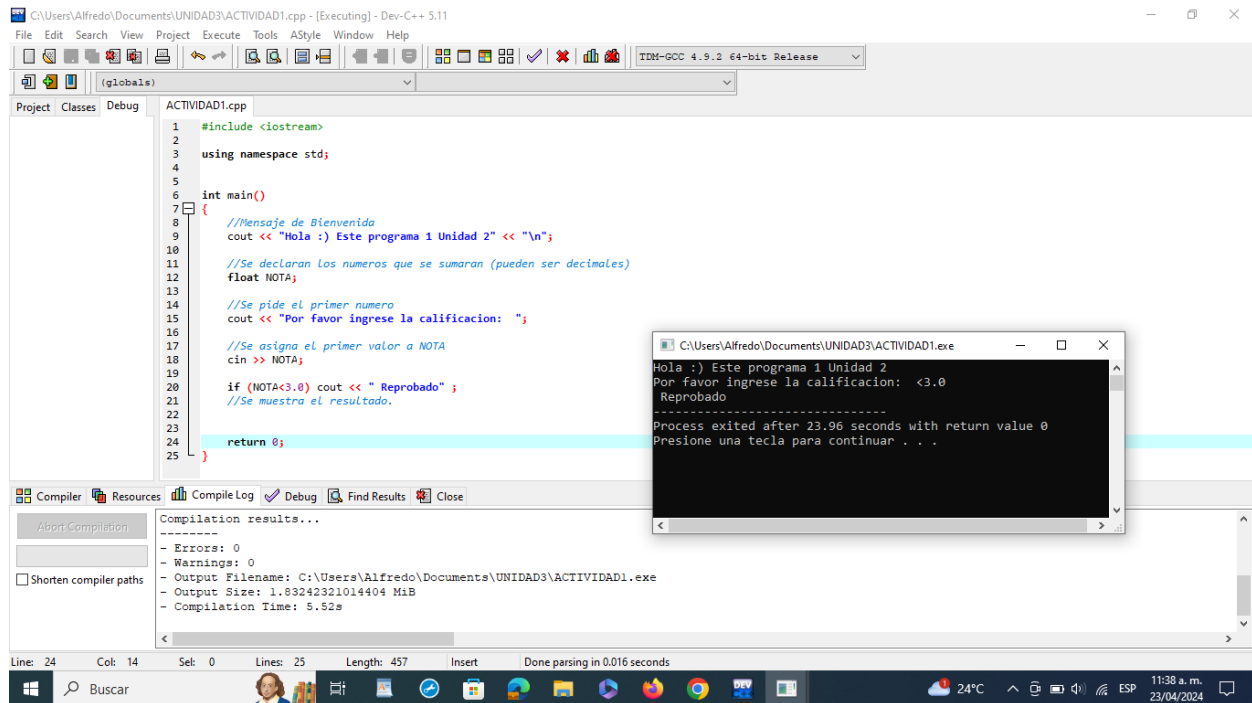 C:\Users\Alfredo\Documents\UNIDAD3\ACTIVIDAD1.cpp - [Executing] - Dev-C++ 5.11
File Edit Search View Project Execute Tools AStyle Window Help
TDM-GCC 4.9.2 64-bit Release
(globals)
Project Classes Debug
ACTIVIDAD1.cpp
1 #include <iostream>
2
3 using namespace std;
4
5
6 int main()
7 {
8 //Mensaje de Bienvenida
9 cout << "Hola :) Este programa 1 Unidad 2" << "\n";
10
11 //Se declaran los numeros que se sumaran (pueden ser decimales)
12 float NOTA;
13
14 //Se pide el primer numero
15 cout << "Por favor ingrese la calificacion:  ";
16
17 //Se asigna el primer valor a NOTA
18 cin >> NOTA;
19
20 if (NOTA<3.0) cout << " Reprobado" ;
21 //Se muestra el resultado.
22
23
24 return 0;
25 }
C:\Users\Alfredo\Documents\UNIDAD3\ACTIVIDAD1.exe
Hola :) Este programa 1 Unidad 2
Por favor ingrese la calificacion:  <3.0
 Reprobado
--------------------------------
Process exited after 23.96 seconds with return value 0
Presione una tecla para continuar . . .
Compiler Resources Compile Log Debug Find Results Close
Abort Compilation
Shorten compiler paths
Compilation results...
--------
- Errors: 0
- Warnings: 0
- Output Filename: C:\Users\Alfredo\Documents\UNIDAD3\ACTIVIDAD1.exe
- Output Size: 1.83242321014404 MiB
- Compilation Time: 5.52s
Line: 24 Col: 14 Sel: 0 Lines: 25 Length: 457 Insert Done parsing in 0.016 seconds
Buscar
DEV
1
24°C
ESP
11:38 a. m.
23/04/2024